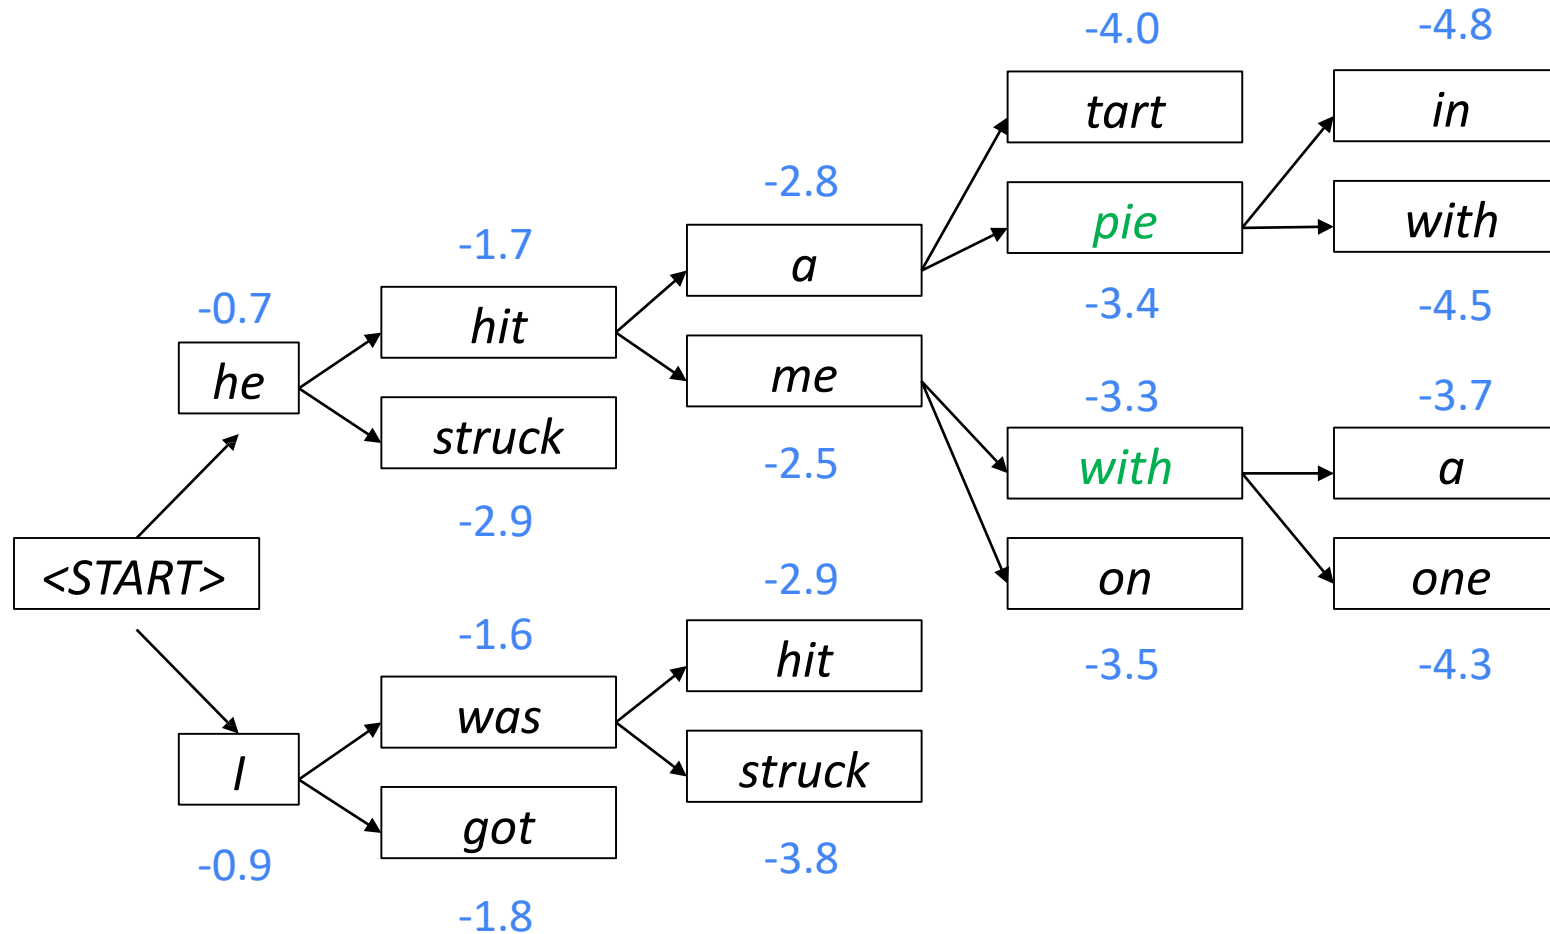 -4.0
-4.8
tart
in
-2.8
pie
with
-1.7
a
-3.4
-4.5
-0.7
hit
he
me
-3.3
-3.7
struck
-2.5
with
a
-2.9
<START>
-2.9
on
one
-1.6
hit
-3.5
-4.3
was
I
struck
got
-0.9
-3.8
-1.8